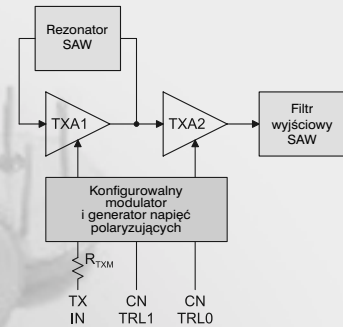 Rezonator
SAW
TXA1
TXA2
Filtr
wyjściowy
SAW
Konfigurowalny
modulator
i generator napięć
polaryzujących
RTXM
TX
IN
CN
TRL1
CN
TRL0